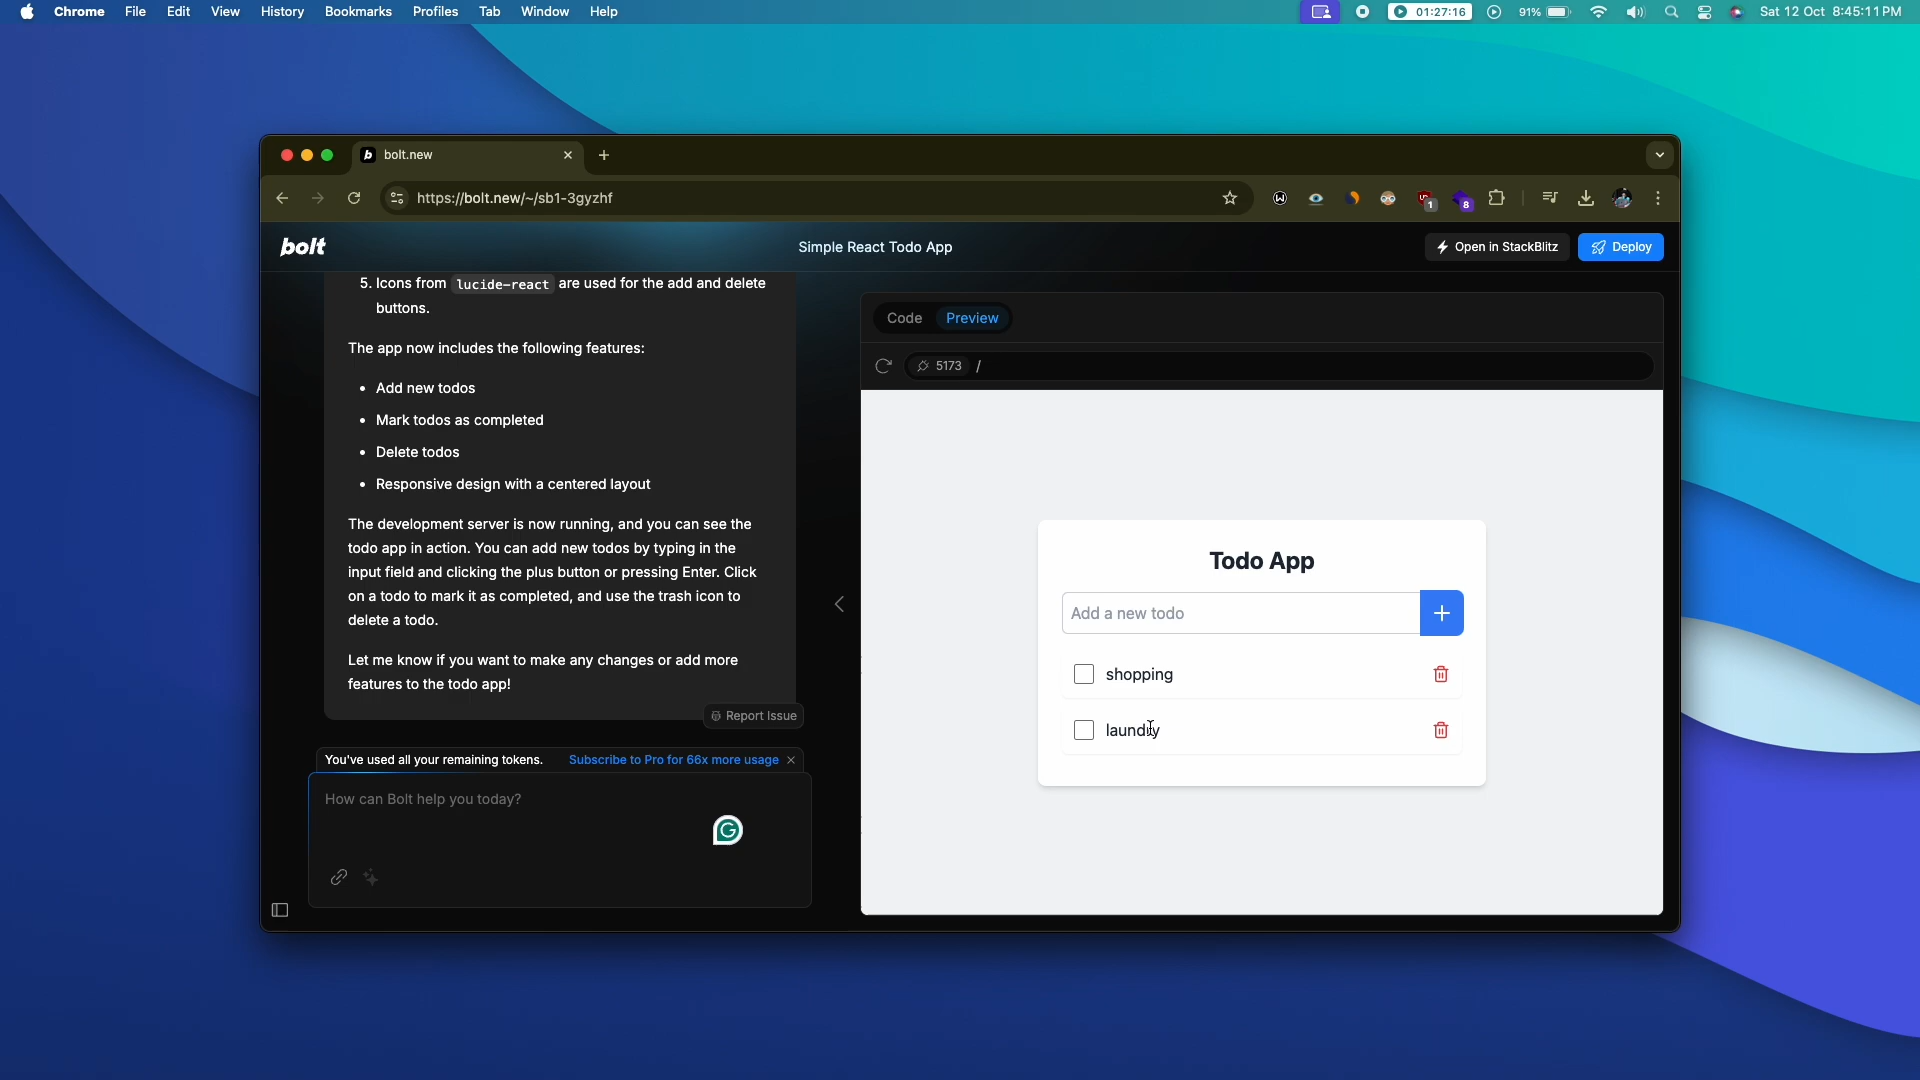 Chrome File Edit View History Bookmarks Profiles Tab Window Help 01:27:16 91% Sat 12 Oct 8:45:11 PM
bolt.new
https://bolt.new/~/sb1-3gyzhf
1
8
bolt
Simple React Todo App
Open in StackBlitz
Deploy
5. Icons from lucide-react are used for the add and delete
buttons.
The app now includes the following features:
• Add new todos
• Mark todos as completed
• Delete todos
• Responsive design with a centered layout
The development server is now running, and you can see the
todo app in action. You can add new todos by typing in the
input field and clicking the plus button or pressing Enter. Click
on a todo to mark it as completed, and use the trash icon to
delete a todo.
Let me know if you want to make any changes or add more
features to the todo app!
Report Issue
You've used all your remaining tokens. Subscribe to Pro for 66x more usage
How can Bolt help you today?
Code Preview
5173 /
Todo App
Add a new todo
shopping
laundry